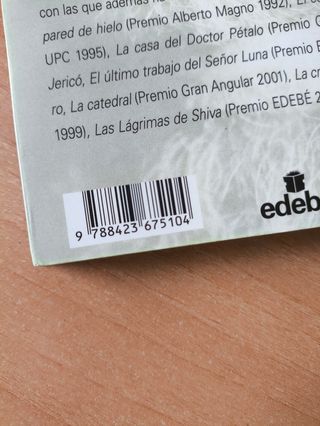 con las que además
pared de hielo (Premio Alberto Magno 1992),
UPC 1995), La casa del Doctor Pétalo (Premio
Jericó, El último trabajo del Señor Luna (Premio
ro, La catedral (Premio Gran Angular 2001), La
1999), Las Lágrimas de Shiva (Premio EDEBÉ
edeb
9 788423 675104